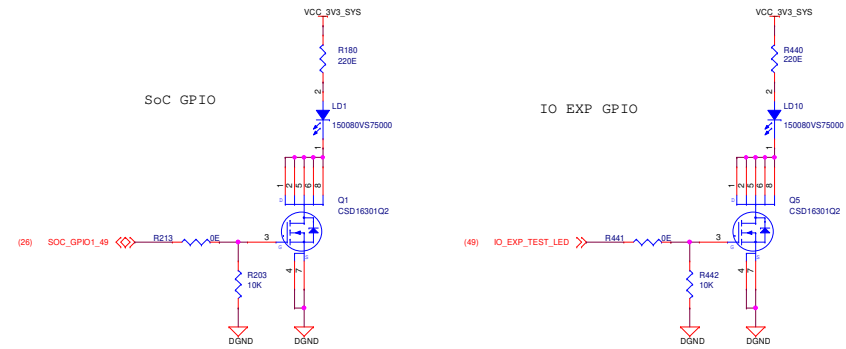 VCC_3V3_SYS
R180
220E
2
LD1
150080VS75000
1
SoC GPIO
1
2
5
6
8
D
Q1
CSD16301Q2
(26)
SOC_GPIO1_49
R213
0E
3
G
S
4
7
R203
10K
DGND
DGND
VCC_3V3_SYS
R440
220E
2
LD10
150080VS75000
1
IO EXP GPIO
1
2
5
6
8
D
Q5
CSD16301Q2
(49)
IO_EXP_TEST_LED
R441
0E
3
G
S
4
7
R442
10K
DGND
DGND